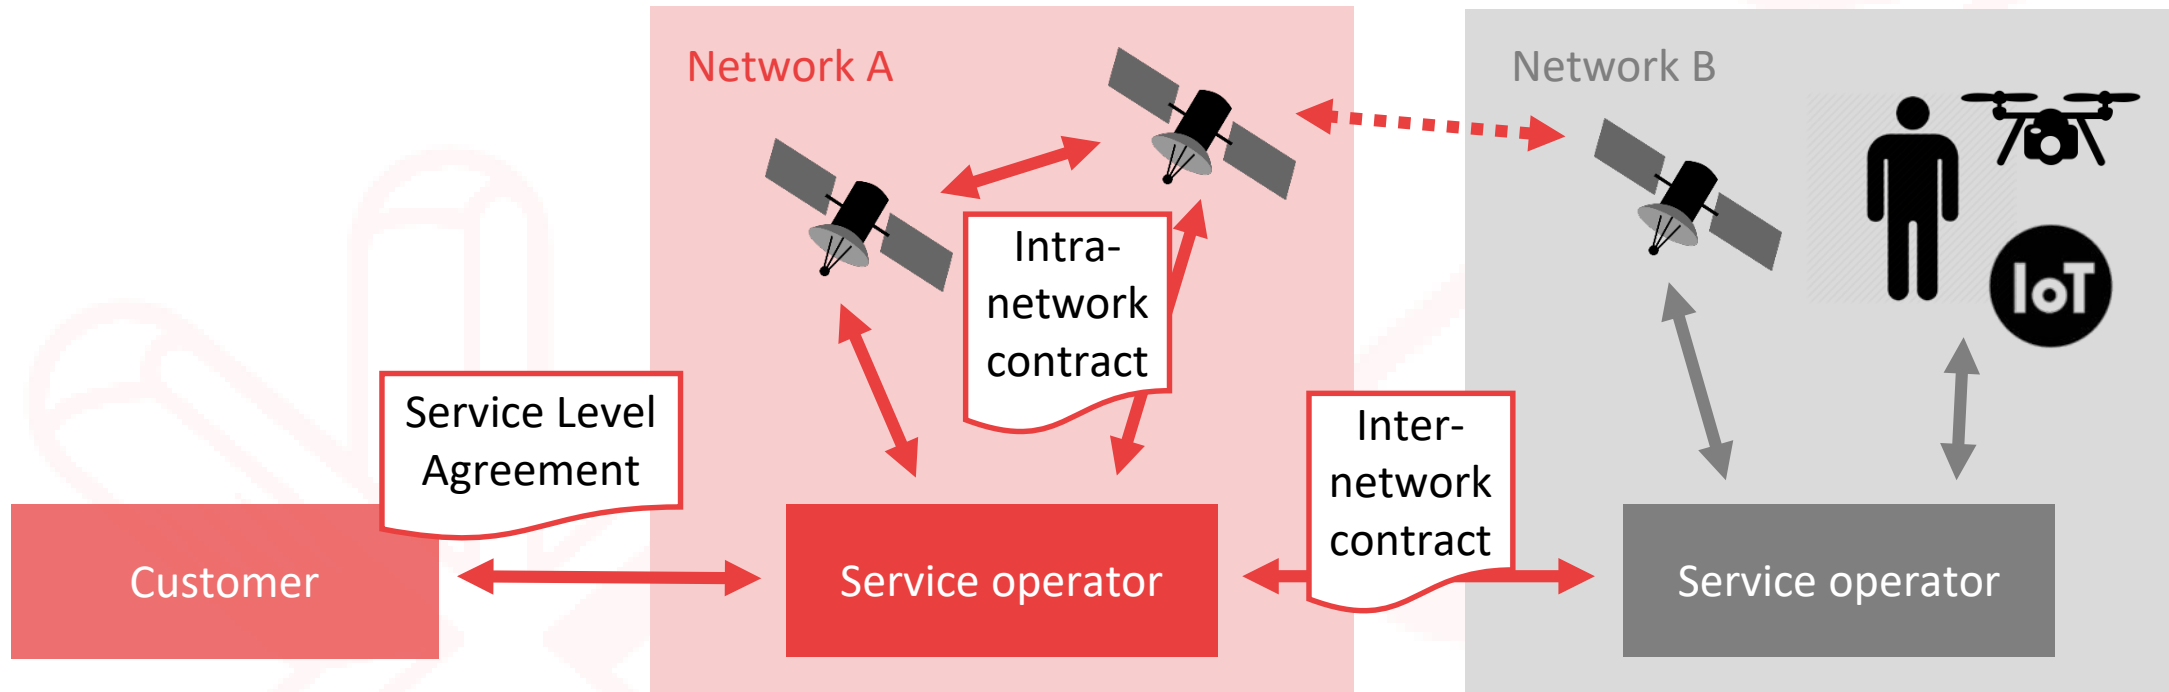 Network A
Network B
Intra-
network
contract
IoT
Service Level
Agreement
Inter-
network
contract
Customer
Service operator
Service operator